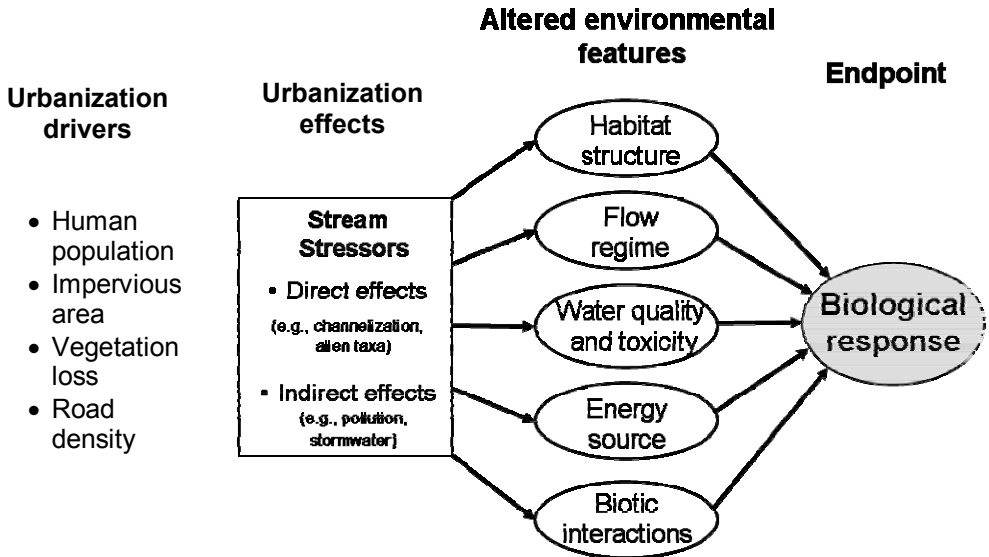 Urbanization
drivers
• Human
population
• Impervious
area
• Vegetation
loss
• Road
density
Urbanization
effects
Stream
Stressors
• Direct effects
(e.g., channelization,
alien taxa)
• Indirect effects
(e.g., pollution,
stormwater)
Altered environmental
features
Habitat
structure
Flow
regime
Water quality
and toxicity
Energy
source
Biotic
interactions
Endpoint
Biological
response